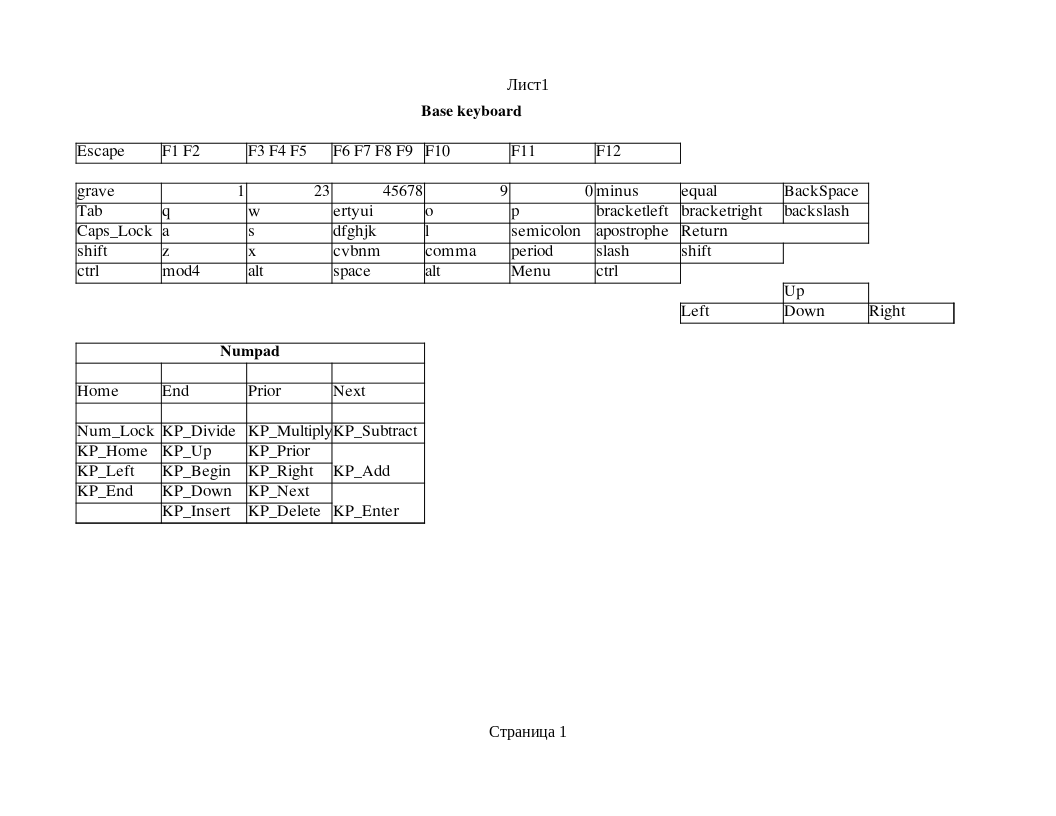 Лист1
Base keyboard
Escape F1 F2 F3 F4 F5 F6 F7 F8 F9 F10 F11 F12
grave 1 23 45678 9 0 minus equal BackSpace
Tab q w ertyui o p bracketleft bracketright backslash
Caps_Lock a s dfghjk l semicolon apostrophe Return
shift z x cvbnm comma period slash shift
ctrl mod4 alt space alt Menu ctrl
Up
Left Down Right
Numpad
Home End Prior Next
Num_Lock KP_Divide KP_Multiply KP_Subtract
KP_Home KP_Up KP_Prior
KP_Left KP_Begin KP_Right KP_Add
KP_End KP_Down KP_Next
KP_Insert KP_Delete KP_Enter
Страница 1